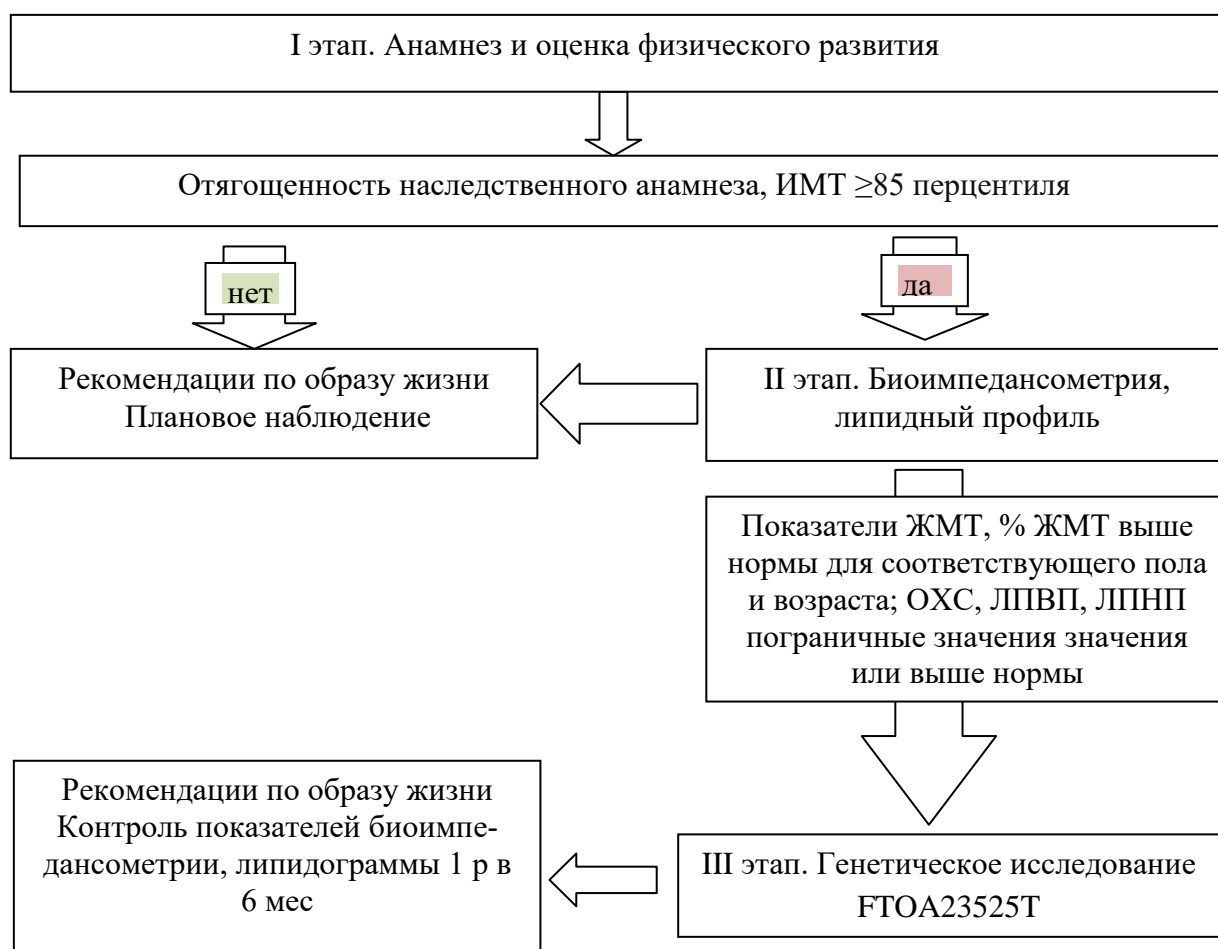 I этап. Анамнез и оценка физического развития
Отягощенность наследственного анамнеза, ИМТ ≥85 перцентиля
нет
да
Рекомендации по образу жизни
Плановое наблюдение
II этап. Биоимпедансометрия,
липидный профиль
Показатели ЖМТ, % ЖМТ выше
нормы для соответствующего пола
и возраста; ОХС, ЛПВП, ЛПНП
пограничные значения значения
или выше нормы
Рекомендации по образу жизни
Контроль показателей биоимпе-
дансометрии, липидограммы 1 р в
6 мес
III этап. Генетическое исследование
FTOA23525T